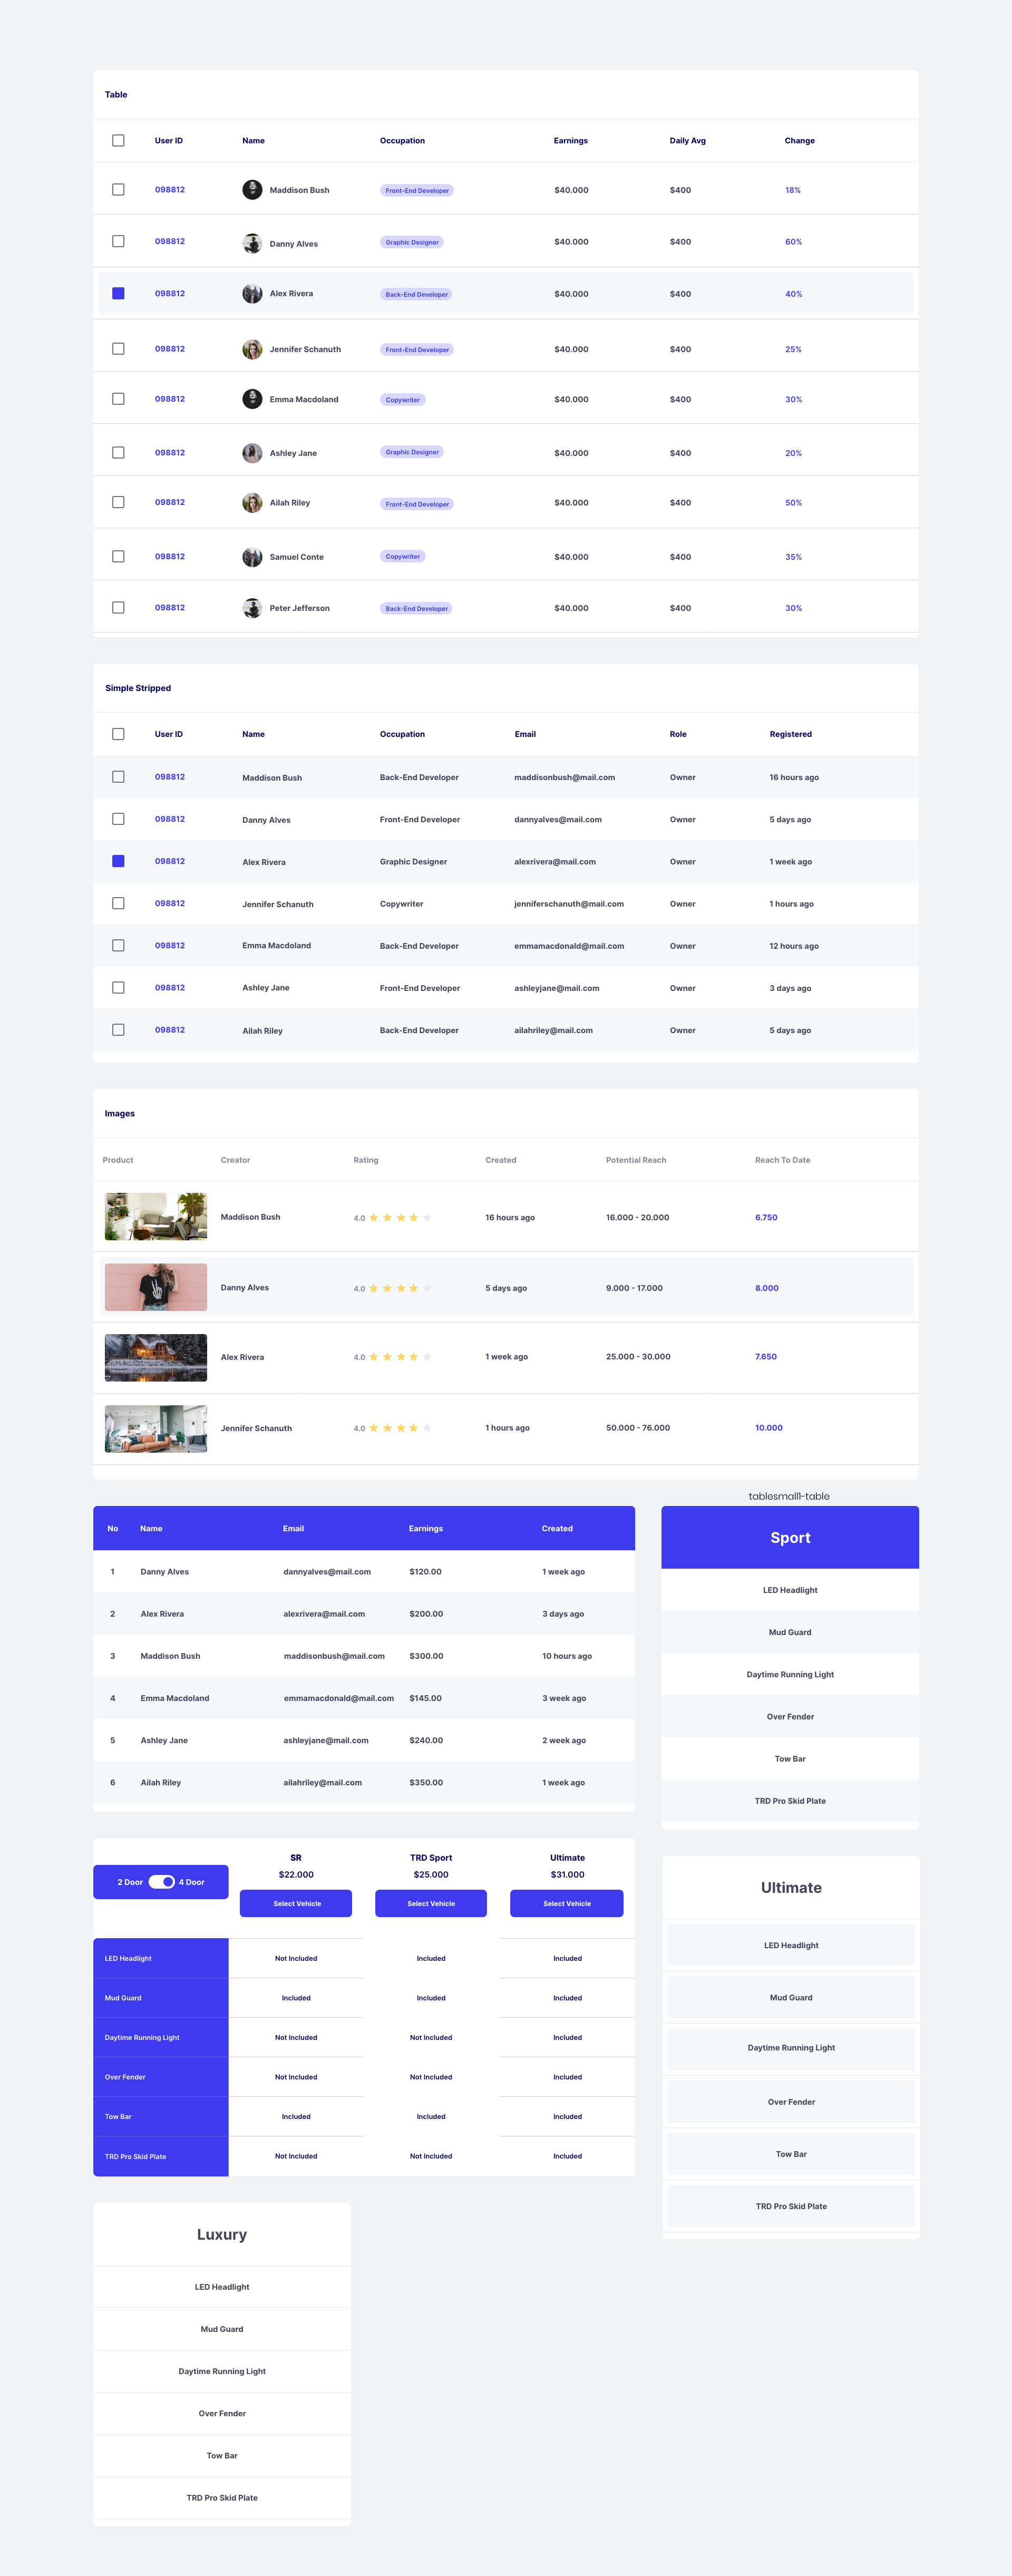 Table
User ID Name Occupation Earnings Daily Avg Change
098812 Maddison Bush Front-End Developer $40.000 $400 18%
098812 Danny Alves Graphic Designer $40.000 $400 60%
098812 Alex Rivera Back-End Developer $40.000 $400 40%
098812 Jennifer Schanuth Front-End Developer $40.000 $400 25%
098812 Emma Macdoland Copywriter $40.000 $400 30%
098812 Ashley Jane Graphic Designer $40.000 $400 20%
098812 Ailah Riley Front-End Developer $40.000 $400 50%
098812 Samuel Conte Copywriter $40.000 $400 35%
098812 Peter Jefferson Back-End Developer $40.000 $400 30%
Simple Stripped
User ID Name Occupation Email Role Registered
098812 Maddison Bush Back-End Developer maddisonbush@mail.com Owner 16 hours ago
098812 Danny Alves Front-End Developer dannyalves@mail.com Owner 5 days ago
098812 Alex Rivera Graphic Designer alexrivera@mail.com Owner 1 week ago
098812 Jennifer Schanuth Copywriter jenniferschanuth@mail.com Owner 1 hours ago
098812 Emma Macdoland Back-End Developer emmamacdonald@mail.com Owner 12 hours ago
098812 Ashley Jane Front-End Developer ashleyjane@mail.com Owner 3 days ago
098812 Ailah Riley Back-End Developer ailahriley@mail.com Owner 5 days ago
Images
Product Creator Rating Created Potential Reach Reach To Date
Maddison Bush 4.0 16 hours ago 16.000 - 20.000 6.750
Danny Alves 4.0 5 days ago 9.000 - 17.000 8.000
Alex Rivera 4.0 1 week ago 25.000 - 30.000 7.650
Jennifer Schanuth 4.0 1 hours ago 50.000 - 76.000 10.000
No Name Email Earnings Created
1 Danny Alves dannyalves@mail.com $120.00 1 week ago
2 Alex Rivera alexrivera@mail.com $200.00 3 days ago
3 Maddison Bush maddisonbush@mail.com $300.00 10 hours ago
4 Emma Macdoland emmamacdonald@mail.com $145.00 3 week ago
5 Ashley Jane ashleyjane@mail.com $240.00 2 week ago
6 Ailah Riley ailahriley@mail.com $350.00 1 week ago
tablesmall1-table
Sport
LED Headlight
Mud Guard
Daytime Running Light
Over Fender
Tow Bar
TRD Pro Skid Plate
SR TRD Sport Ultimate
$22.000 $25.000 $31.000
2 Door 4 Door
Select Vehicle Select Vehicle Select Vehicle
LED Headlight Not Included Included Included
Mud Guard Included Included Included
Daytime Running Light Not Included Not Included Included
Over Fender Not Included Not Included Included
Tow Bar Included Included Included
TRD Pro Skid Plate Not Included Not Included Included
Ultimate
LED Headlight
Mud Guard
Daytime Running Light
Over Fender
Tow Bar
TRD Pro Skid Plate
Luxury
LED Headlight
Mud Guard
Daytime Running Light
Over Fender
Tow Bar
TRD Pro Skid Plate